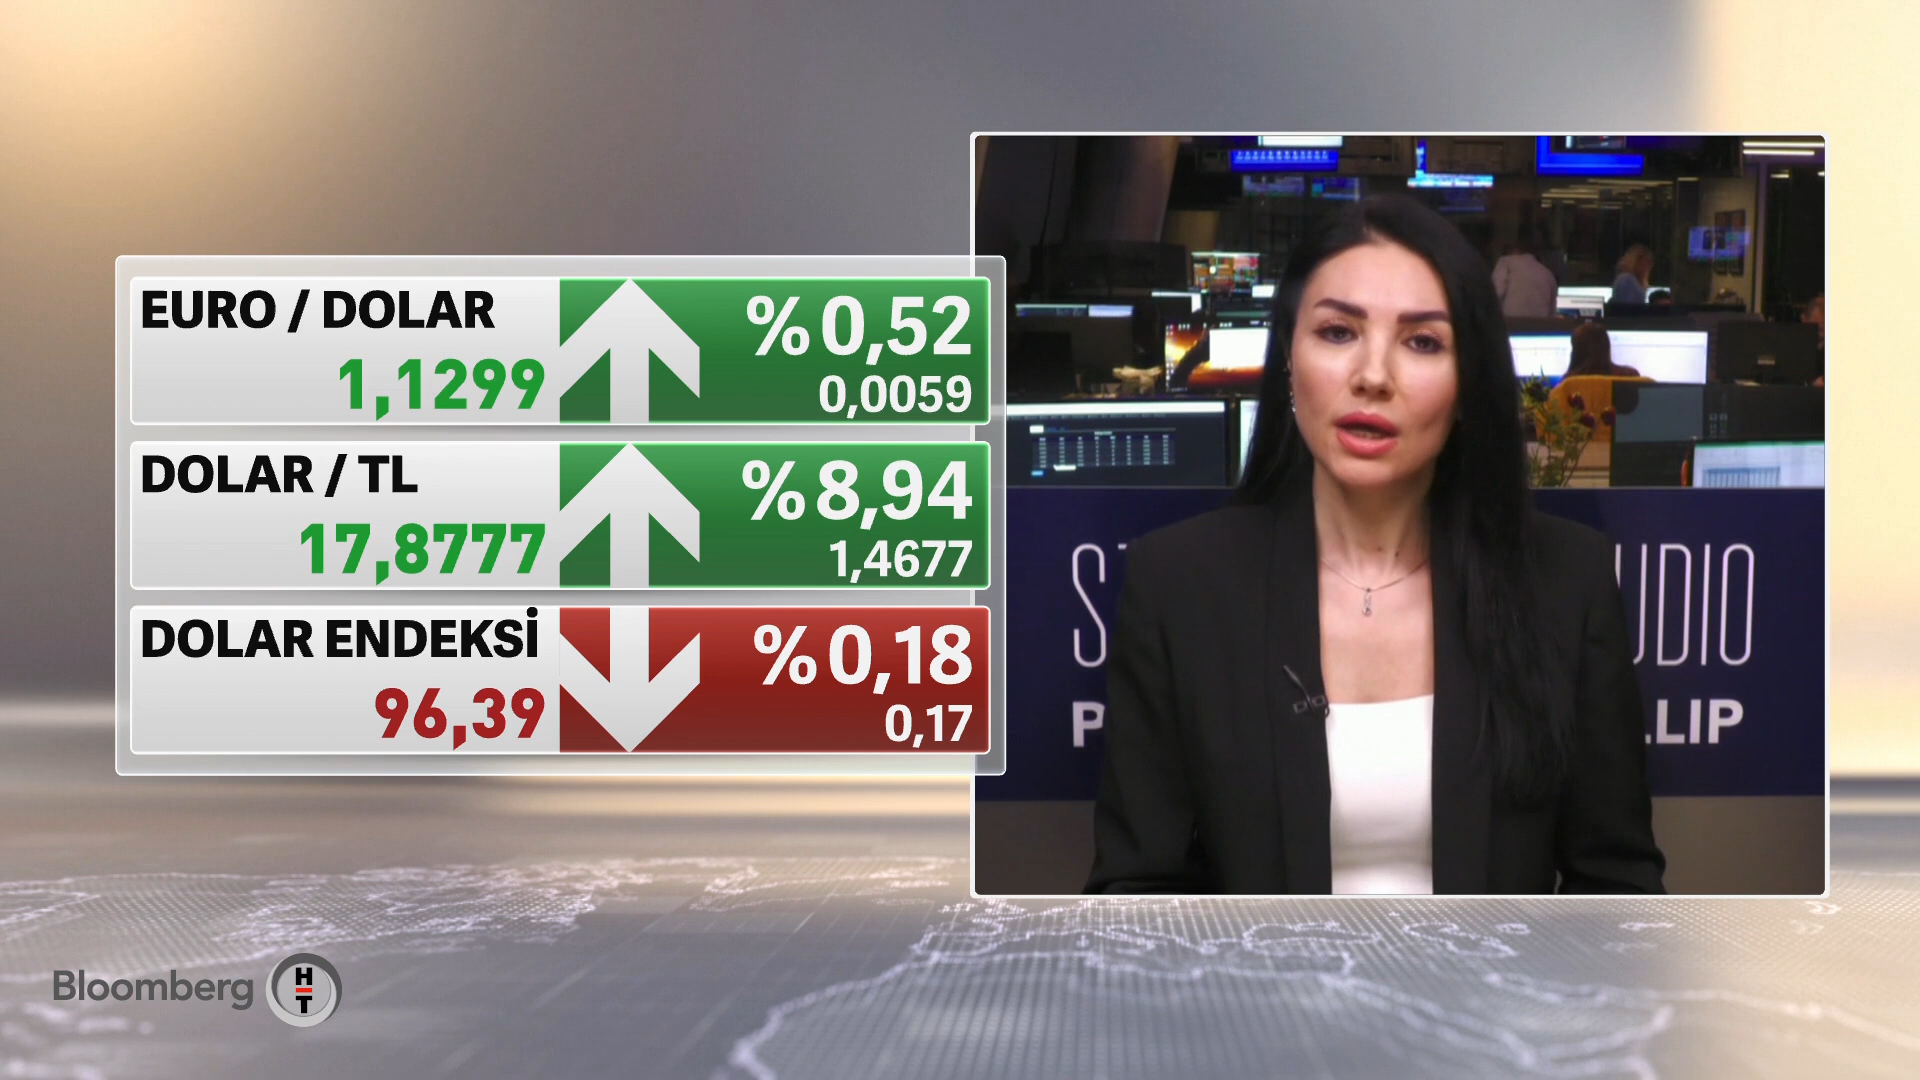 EURO / DOLAR
1,1299
%0,52
0,0059
DOLAR / TL
17,8777
%8,94
1,4677
DOLAR ENDEKSİ
96,39
%0,18
0,17
UDIO
Bloomberg
HT